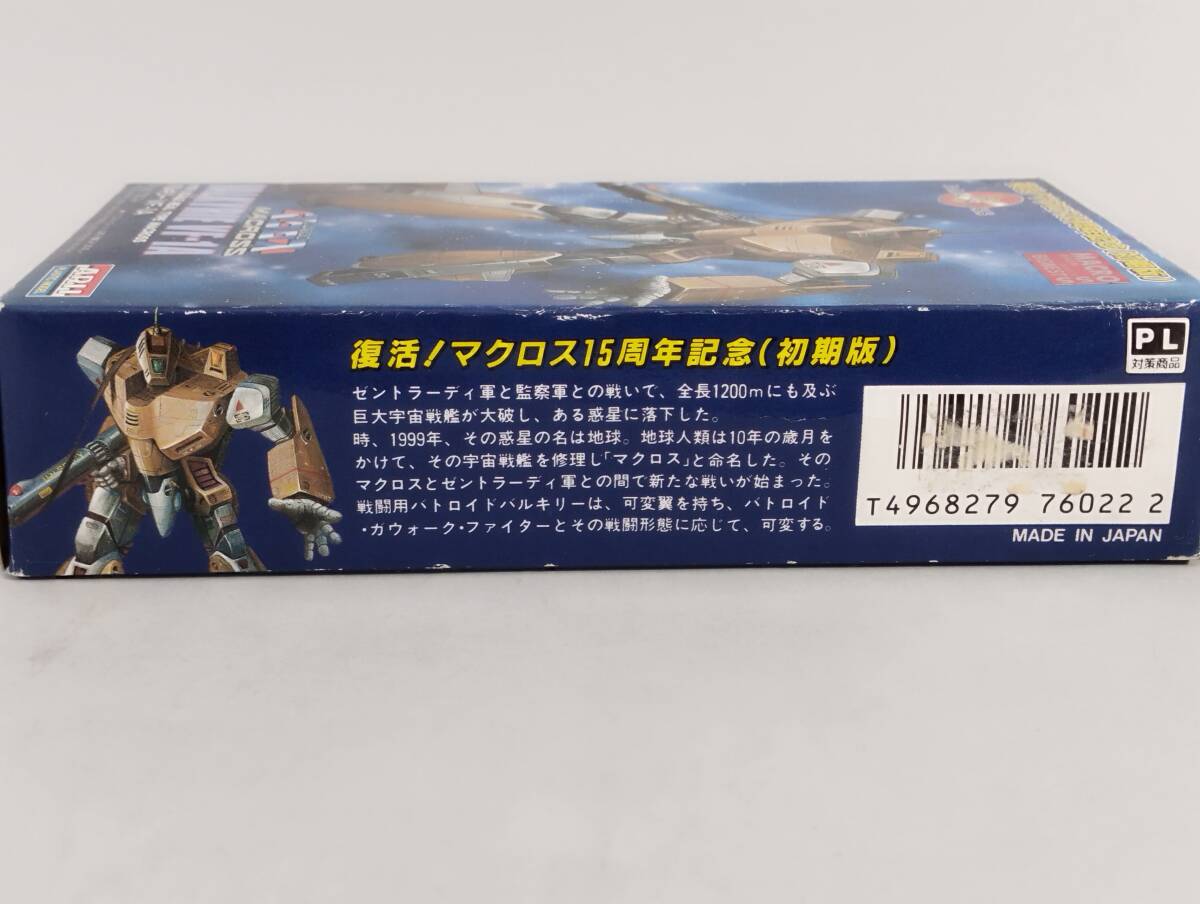 復活!マクロス15周年記念(初期版)
ゼントラーディ軍と監察軍との戦いで、全長1200mにも及ぶ
巨大宇宙戦艦が大破し、ある惑星に落下した。
時、1999年、その惑星の名は地球。地球人類は10年の歳月を
かけて、その宇宙戦艦を修理し「マクロス」と命名した。その
マクロスとゼントラーディ軍との間て新たな戦いが始まった。
戦闘用バトロイドバルキリーは、可変翼を持ち、バトロイド
・ガウォーク・ファイターとその戦闘形態に応じて、可変する。
PL
対策商品
T4968279 76022 2
MADE IN JAPAN